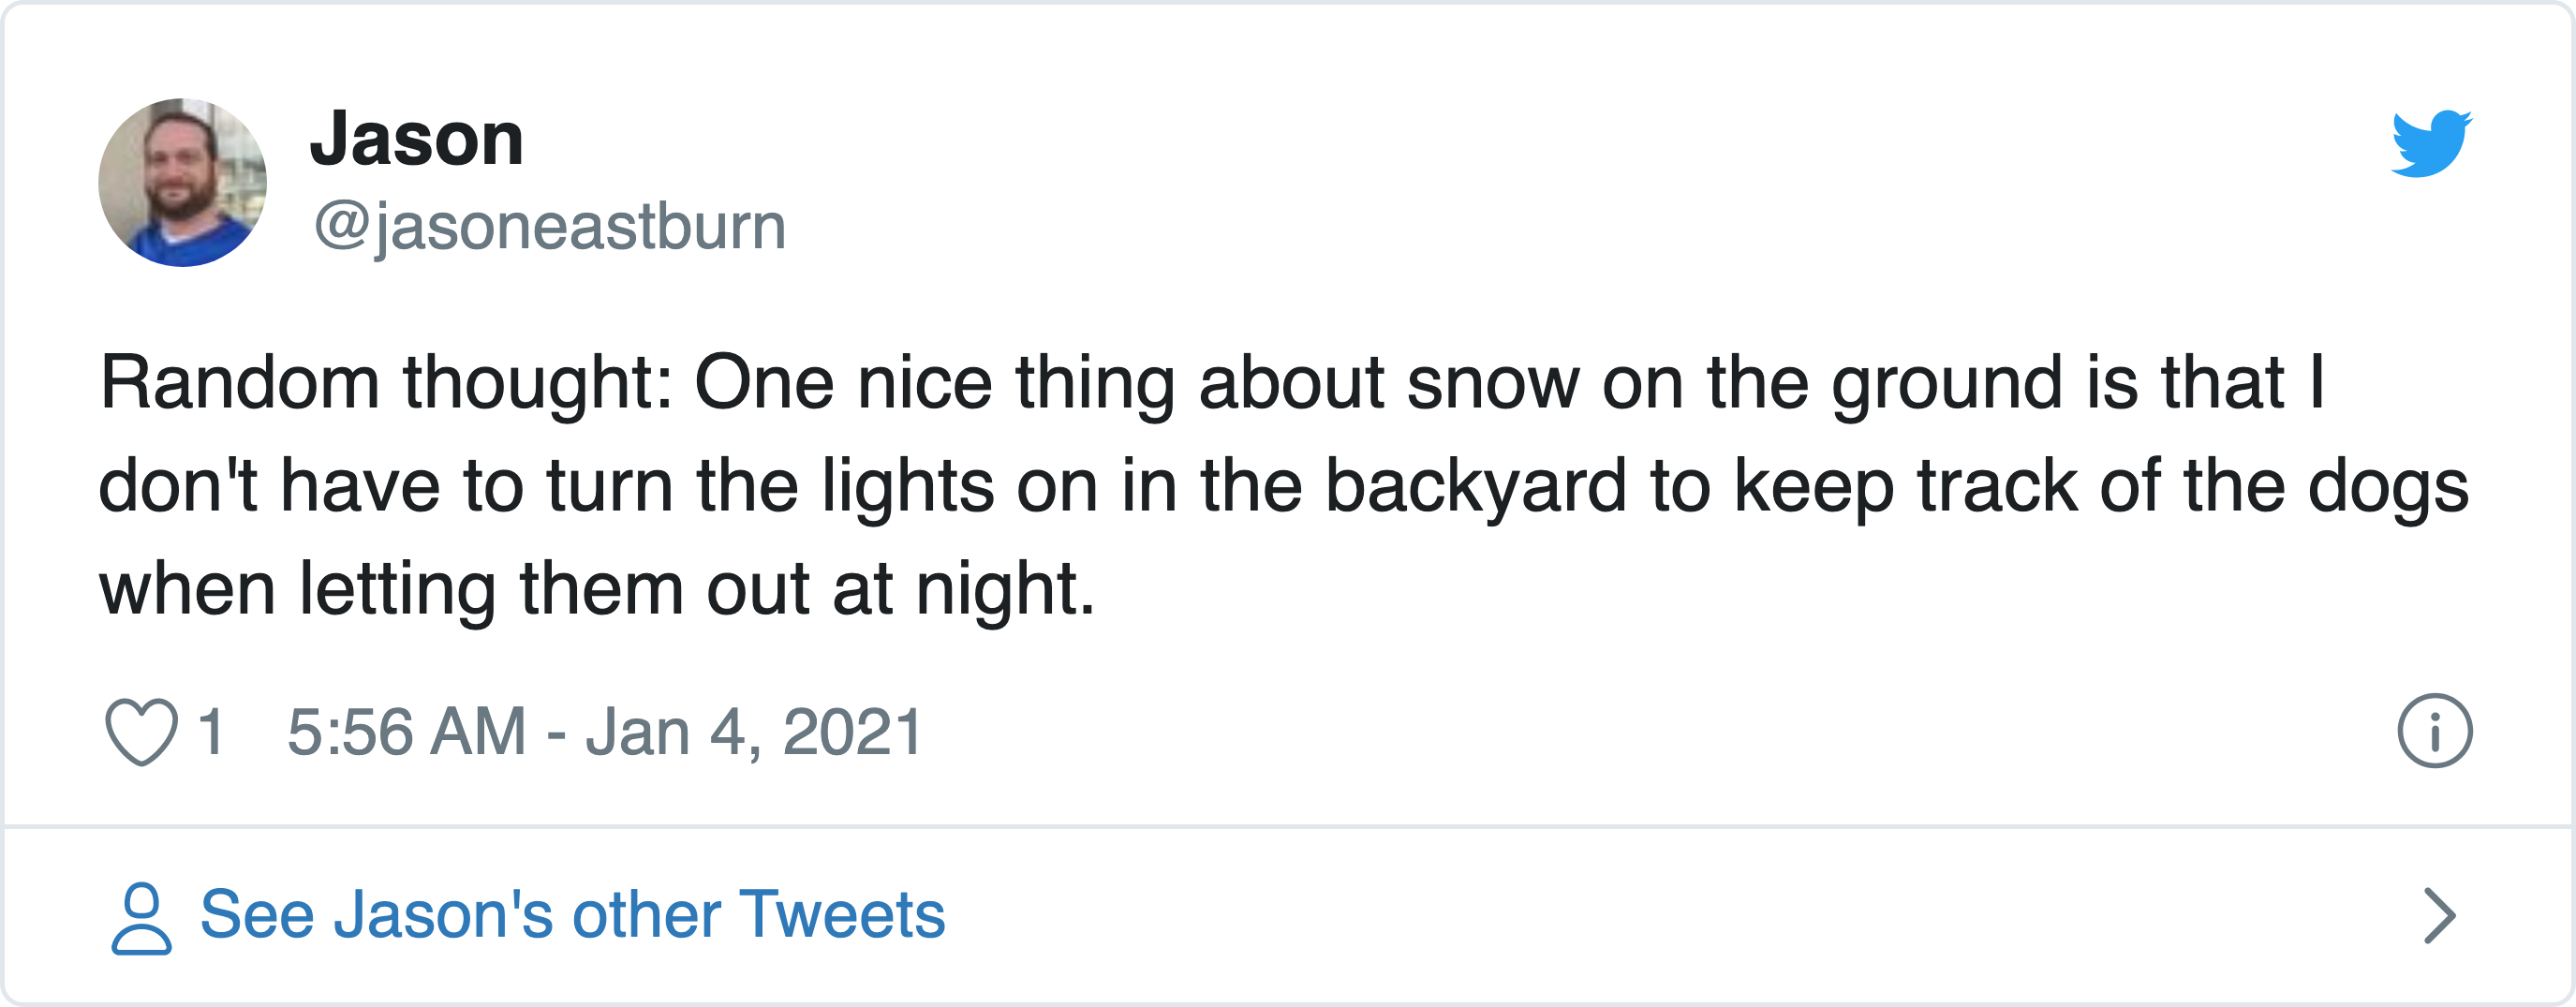 Jason
@jasoneastburn
Random thought: One nice thing about snow on the ground is that I
don't have to turn the lights on in the backyard to keep track of the dogs
when letting them out at night.
1 5:56 AM - Jan 4, 2021
See Jason's other Tweets